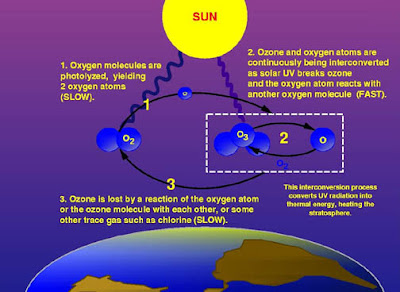 SUN
1. Oxygen molecules are
photolyzed, yielding
2 oxygen atoms
(SLOW).
2. Ozone and oxygen atoms are
continuously being interconverted
as solar UV breaks ozone
and the oxygen atom reacts with
another oxygen molecule (FAST).
1
O
O2
O3
2
O
O2
3
This interconversion process
converts UV radiation into
thermal energy, heating the
stratosphere.
3. Ozone is lost by a reaction of the oxygen atom
or the ozone molecule with each other, or some
other trace gas such as chlorine (SLOW).